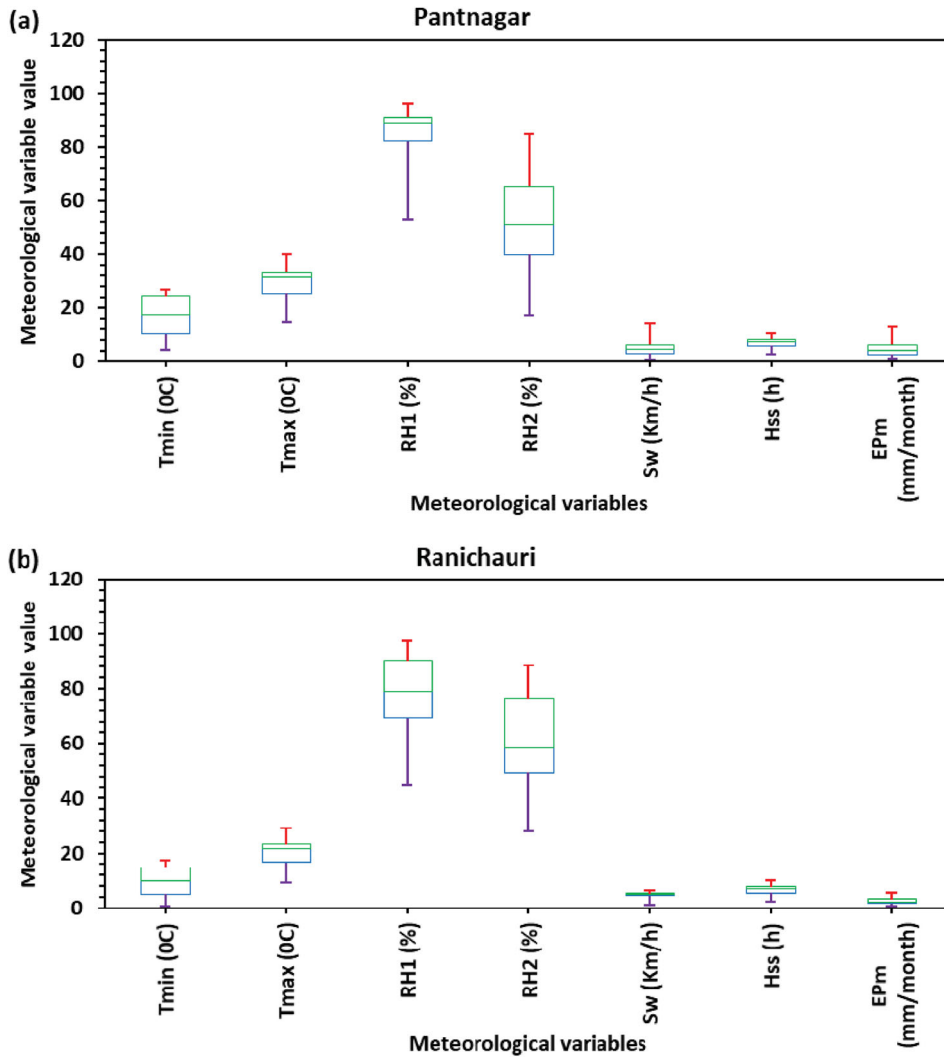 (a)
Pantnagar
Meteorological variable value
120
100
80
60
40
20
0
Tmin (0C)
Tmax (0C)
RH1 (%)
RH2 (%)
Sw (Km/h)
Hss (h)
EPm
(mm/month)
Meteorological variables
(b)
Ranichauri
Meteorological variable value
120
100
80
60
40
20
0
Tmin (0C)
Tmax (0C)
RH1 (%)
RH2 (%)
Sw (Km/h)
Hss (h)
EPm
(mm/month)
Meteorological variables